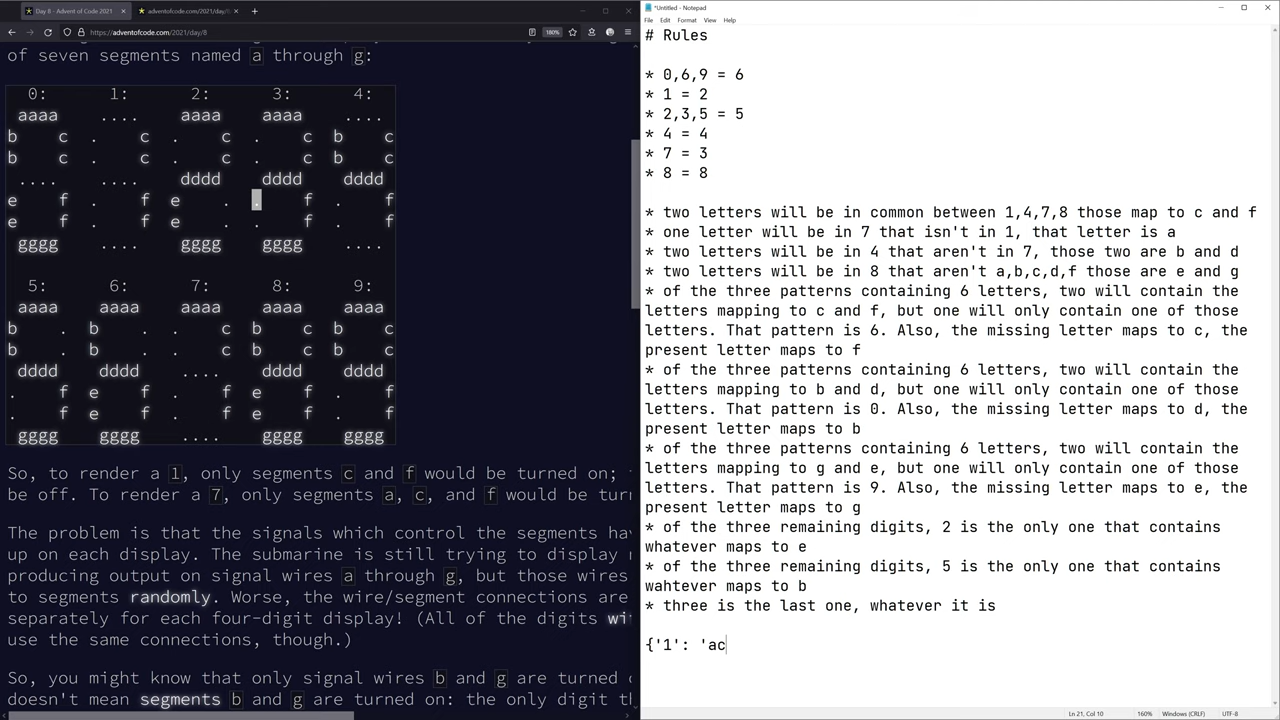 Day 8 - Advent of Code 2021
adventofcode.com/2021/day/
https://adventofcode.com/2021/day/8
180%
of seven segments named a through g:
0: 1: 2: 3: 4:
aaaa .... aaaa aaaa ....
b c . c . c . c b c
b c . c . c . c b c
.... .... dddd dddd dddd
e f . f e . . f . f
e f . f e . . f . f
gggg .... gggg gggg ....
5: 6: 7: 8: 9:
aaaa aaaa aaaa aaaa aaaa
b . b . . c b c b c
b . b . . c b c b c
dddd dddd .... dddd dddd
. f e f . f e f . f
. f e f . f e f . f
gggg gggg .... gggg gggg
So, to render a 1, only segments c and f would be turned on;
be off. To render a 7, only segments a, c, and f would be tur
The problem is that the signals which control the segments hav
up on each display. The submarine is still trying to display
producing output on signal wires a through g, but those wires
to segments randomly. Worse, the wire/segment connections are
separately for each four-digit display! (All of the digits wi
use the same connections, though.)
So, you might know that only signal wires b and g are turned
doesn't mean segments b and g are turned on: the only digit t
*Untitled - Notepad
File Edit Format View Help
# Rules
* 0,6,9 = 6
* 1 = 2
* 2,3,5 = 5
* 4 = 4
* 7 = 3
* 8 = 8
* two letters will be in common between 1,4,7,8 those map to c and f
* one letter will be in 7 that isn't in 1, that letter is a
* two letters will be in 4 that aren't in 7, those two are b and d
* two letters will be in 8 that aren't a,b,c,d,f those are e and g
* of the three patterns containing 6 letters, two will contain the
letters mapping to c and f, but one will only contain one of those
letters. That pattern is 6. Also, the missing letter maps to c, the
present letter maps to f
* of the three patterns containing 6 letters, two will contain the
letters mapping to b and d, but one will only contain one of those
letters. That pattern is 0. Also, the missing letter maps to d, the
present letter maps to b
* of the three patterns containing 6 letters, two will contain the
letters mapping to g and e, but one will only contain one of those
letters. That pattern is 9. Also, the missing letter maps to e, the
present letter maps to g
* of the three remaining digits, 2 is the only one that contains
whatever maps to e
* of the three remaining digits, 5 is the only one that contains
wahtever maps to b
* three is the last one, whatever it is
{'1': 'ac
Ln 21, Col 10 160% Windows (CRLF) UTF-8